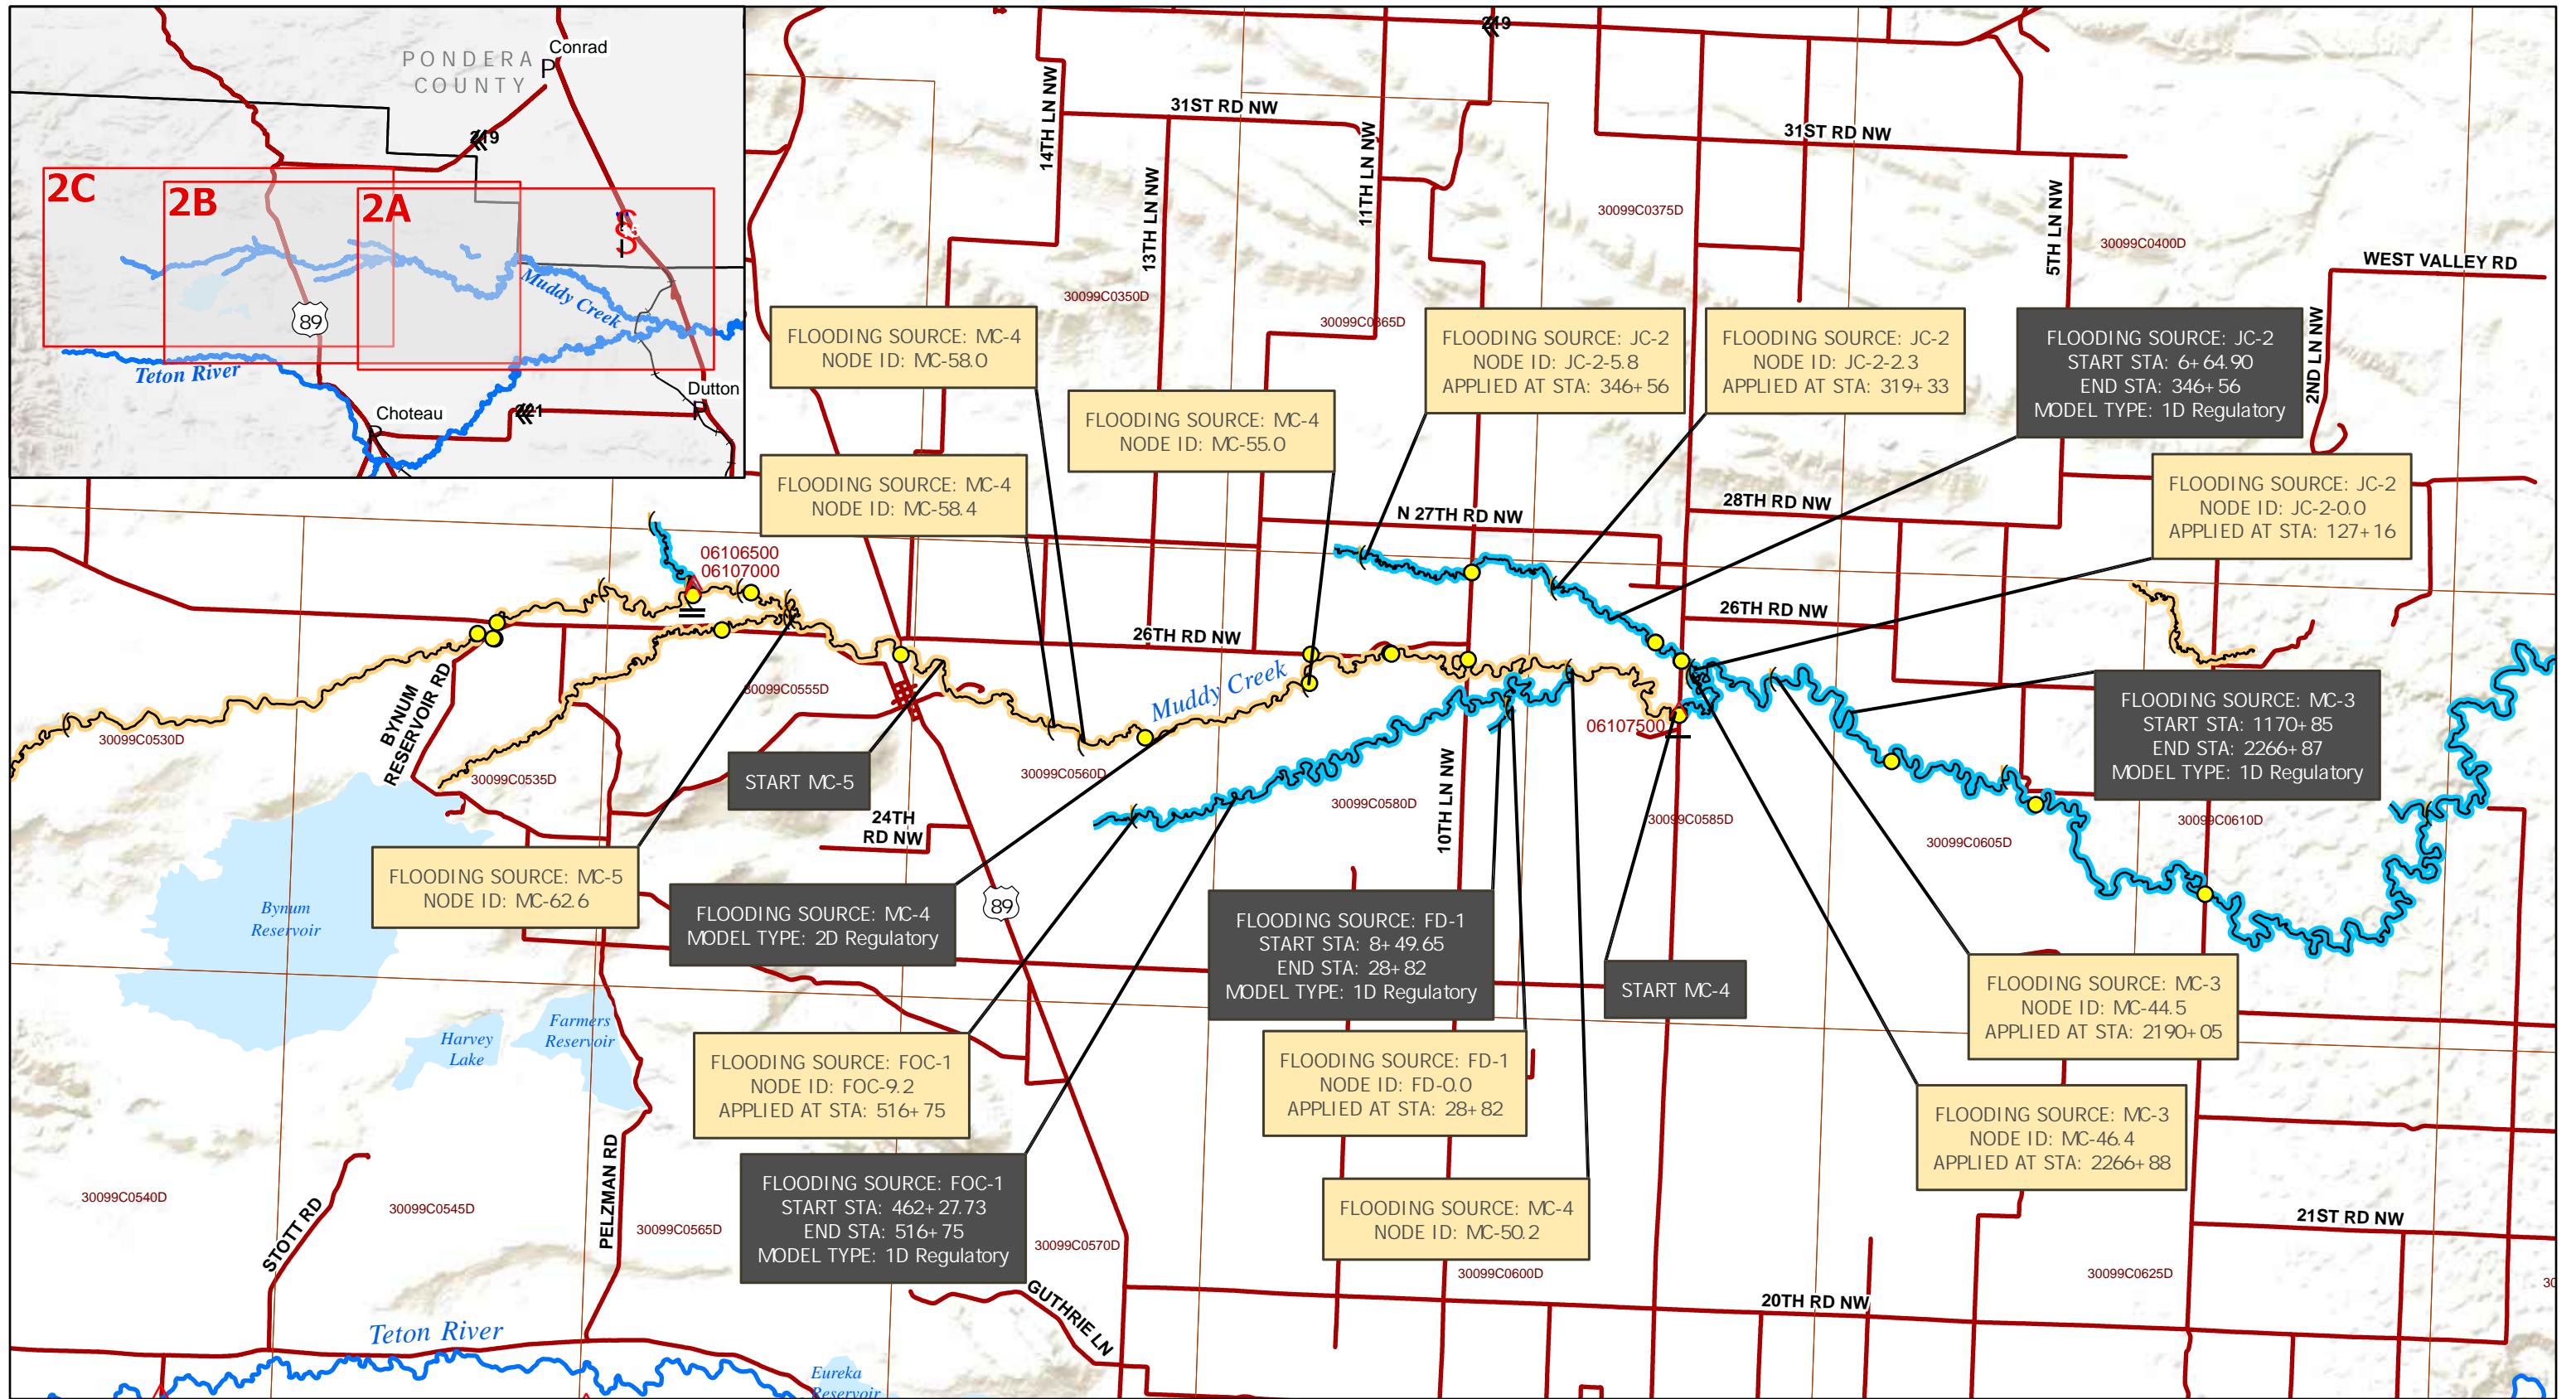 PONDERA
COUNTY
Conrad
P
219
2C
2B
2A
S
Muddy Creek
89
Teton River
Dutton
P
Choteau
P
221
219
14TH LN NW
31ST RD NW
13TH LN NW
11TH LN NW
31ST RD NW
30099C0375D
5TH LN NW
30099C0400D
WEST VALLEY RD
2ND LN NW
30099C0350D
30099C0365D
FLOODING SOURCE: MC-4
NODE ID: MC-58.0
FLOODING SOURCE: MC-4
NODE ID: MC-55.0
FLOODING SOURCE: MC-4
NODE ID: MC-58.4
FLOODING SOURCE: JC-2
NODE ID: JC-2-5.8
APPLIED AT STA: 346+56
FLOODING SOURCE: JC-2
NODE ID: JC-2-2.3
APPLIED AT STA: 319+33
FLOODING SOURCE: JC-2
START STA: 6+64.90
END STA: 346+56
MODEL TYPE: 1D Regulatory
FLOODING SOURCE: JC-2
NODE ID: JC-2-0.0
APPLIED AT STA: 127+16
N 27TH RD NW
28TH RD NW
06106500
06107000
26TH RD NW
26TH RD NW
BYNUM
RESERVOIR RD
30099C0555D
Muddy Creek
06107500
30099C0530D
30099C0535D
START MC-5
30099C0560D
24TH
RD NW
30099C0580D
10TH LN NW
30099C0585D
30099C0605D
30099C0610D
FLOODING SOURCE: MC-3
START STA: 1170+85
END STA: 2266+87
MODEL TYPE: 1D Regulatory
FLOODING SOURCE: MC-5
NODE ID: MC-62.6
FLOODING SOURCE: MC-4
MODEL TYPE: 2D Regulatory
89
FLOODING SOURCE: FD-1
START STA: 8+49.65
END STA: 28+82
MODEL TYPE: 1D Regulatory
START MC-4
FLOODING SOURCE: MC-3
NODE ID: MC-44.5
APPLIED AT STA: 2190+05
Bynum
Reservoir
Harvey
Lake
Farmers
Reservoir
FLOODING SOURCE: FOC-1
NODE ID: FOC-9.2
APPLIED AT STA: 516+75
FLOODING SOURCE: FD-1
NODE ID: FD-0.0
APPLIED AT STA: 28+82
FLOODING SOURCE: MC-3
NODE ID: MC-46.4
APPLIED AT STA: 2266+88
FLOODING SOURCE: FOC-1
START STA: 462+27.73
END STA: 516+75
MODEL TYPE: 1D Regulatory
FLOODING SOURCE: MC-4
NODE ID: MC-50.2
30099C0540D
STOTT RD
30099C0545D
PELZMAN RD
30099C0565D
30099C0570D
GUTHRIE LN
30099C0600D
20TH RD NW
21ST RD NW
30099C0625D
30
Teton River
Eureka
Reservoir